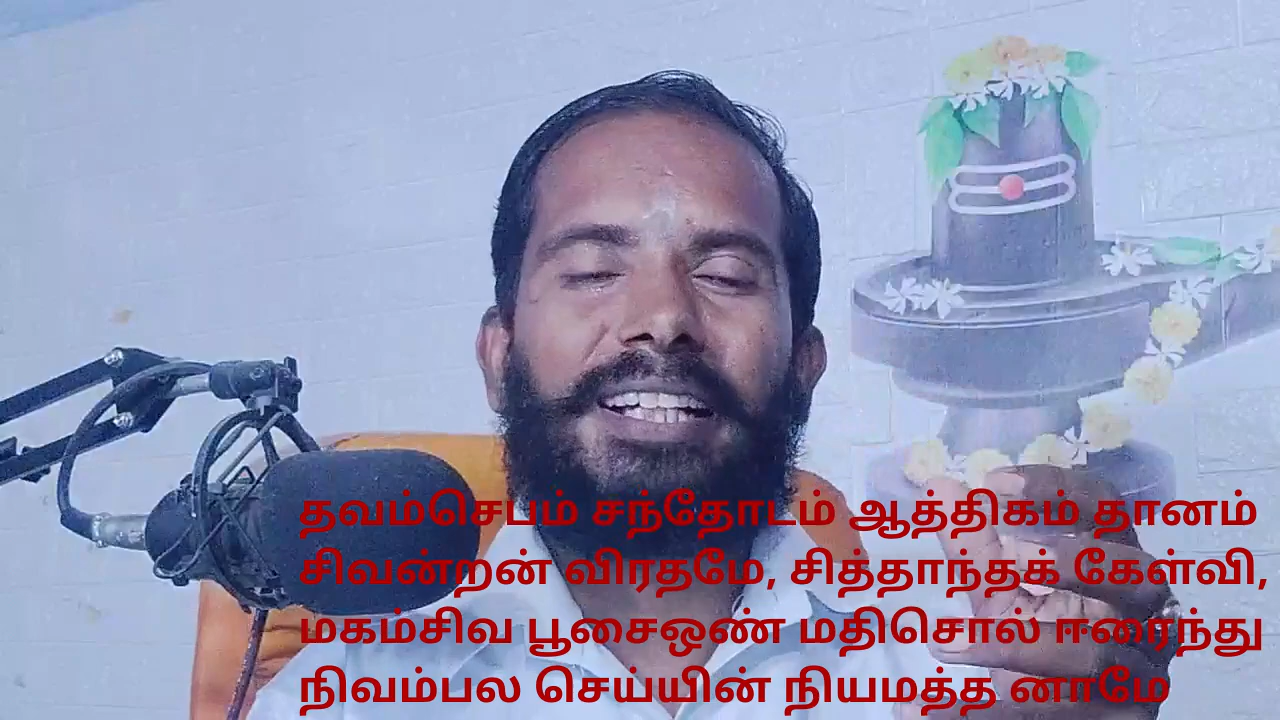 தவம்செபம் சந்தோடம் ஆத்திகம் தானம்
சிவன்றன் விரதமே, சித்தாந்தக் கேள்வி,
மகம்சிவ பூசைஒண் மதிசொல் ஈரைந்து
நிவம்பல செய்யின் நியமத்த னாமே